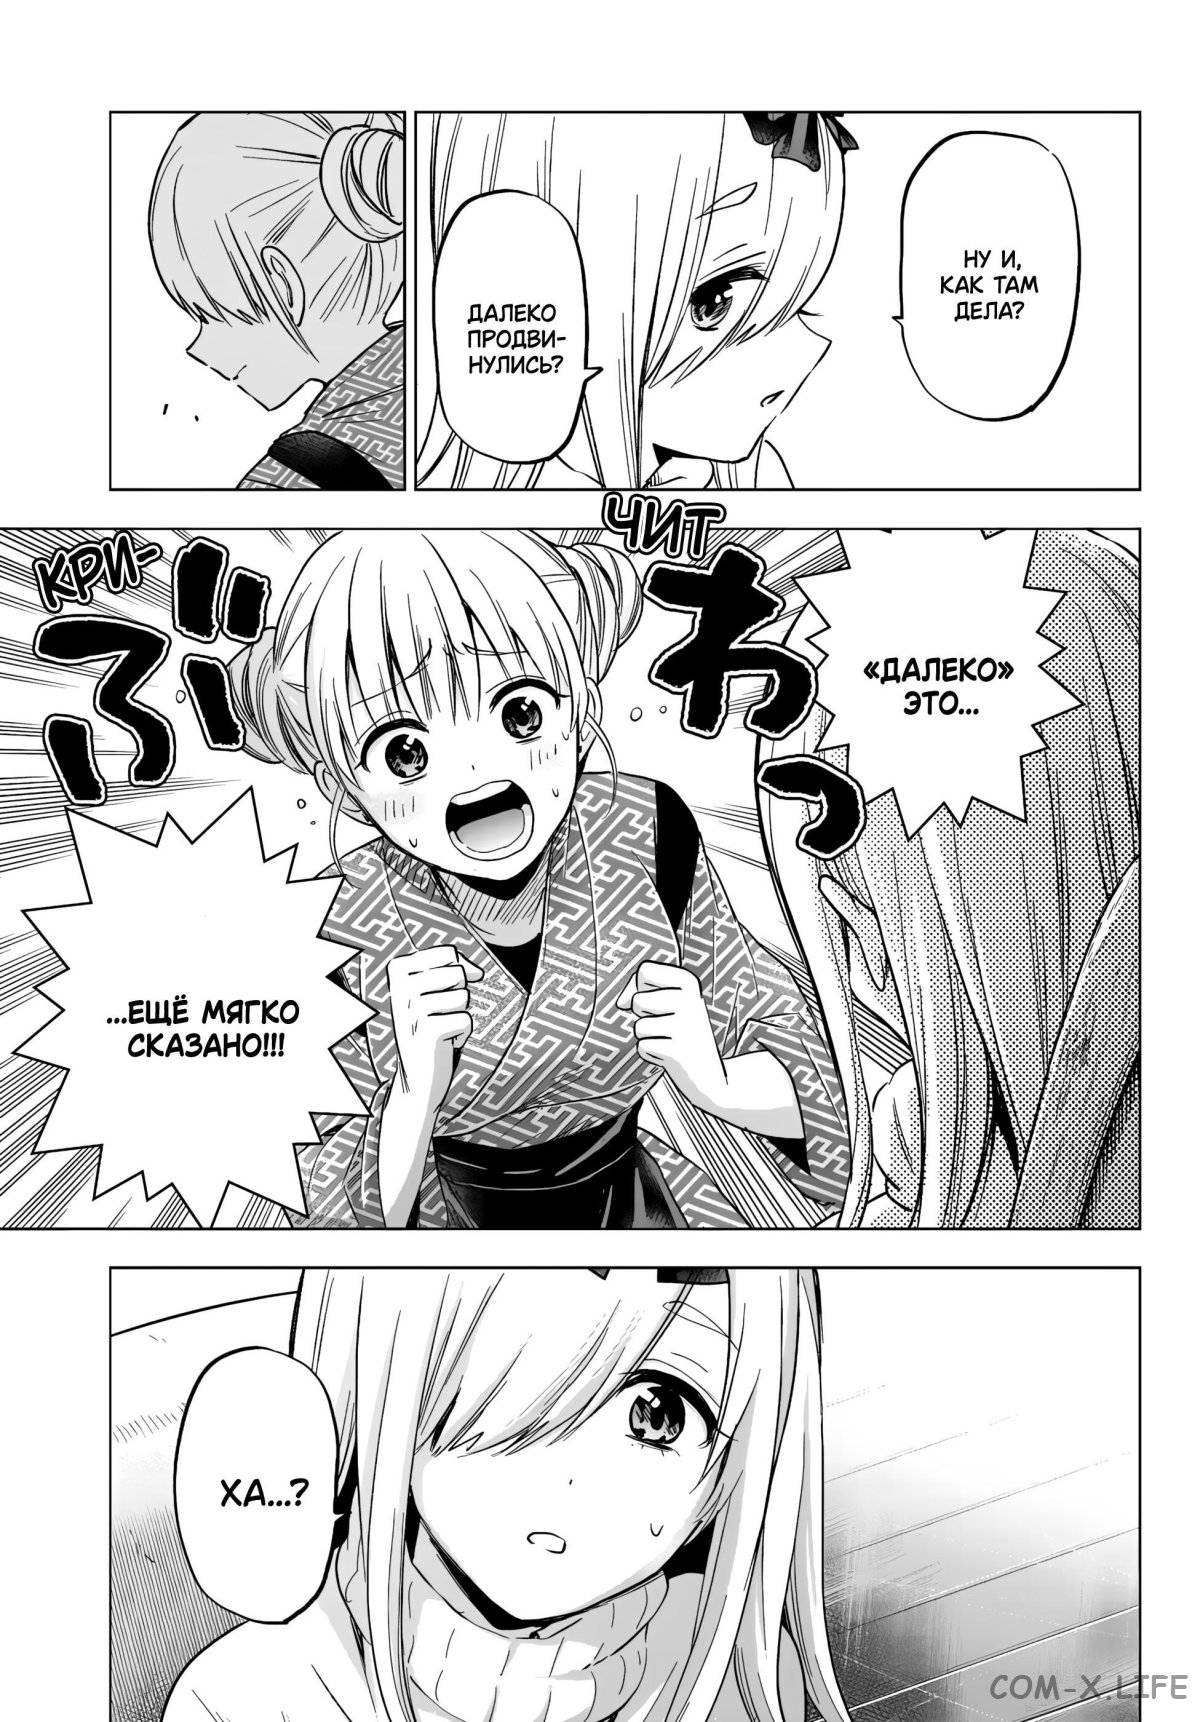 НУ И,
КАК ТАМ
ДЕЛА?
ДАЛЕКО
ПРОДВИ-
НУЛИСЬ?
КРИ-
ЧИТ
ぶわっ
«ДАЛЕКО»
ЭТО...
...ЕЩЁ МЯГКО
СКАЗАНО!!!
ХА...?
COM-X.LIFE